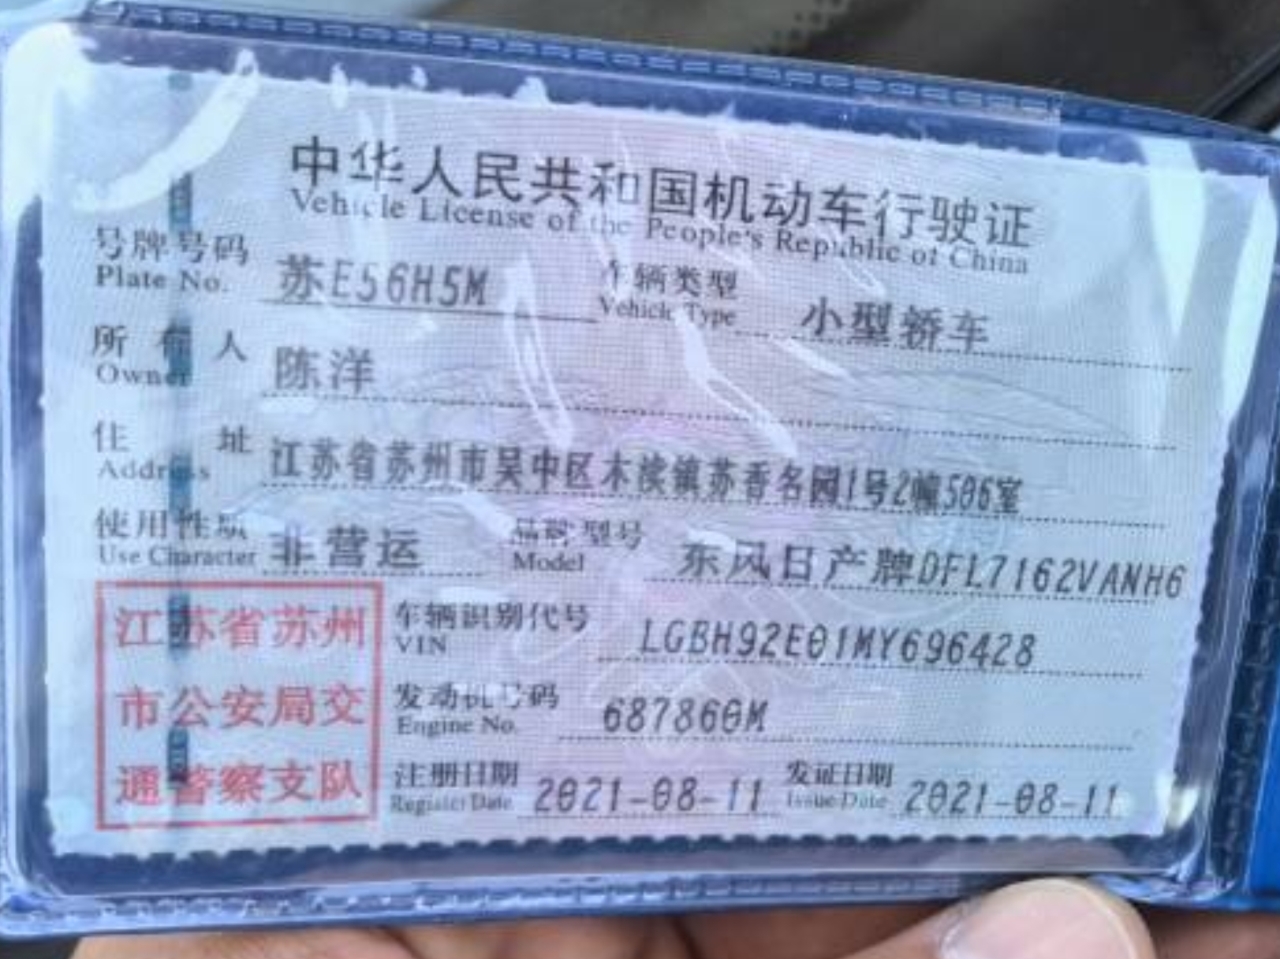 中华人民共和国机动车行驶证
Vehicle License of the People's Republic of China
号牌号码 苏E56H5M 车辆类型 小型轿车
Plate No. Vehicle Type
所有人 陈洋
Owner
住址 江苏省苏州市吴中区木渎镇苏香名园1号2幢506室
Address
使用性质 非营运 品牌型号 东风日产牌DFL7162VANH6
Use Character Model
江苏省苏州
市公安局交
通警察支队
车辆识别代号 LGBH92E01MY696428
VIN
发动机号码 687860M
Engine No.
注册日期 2021-08-11 发证日期 2021-08-11
Register Date Issue Date